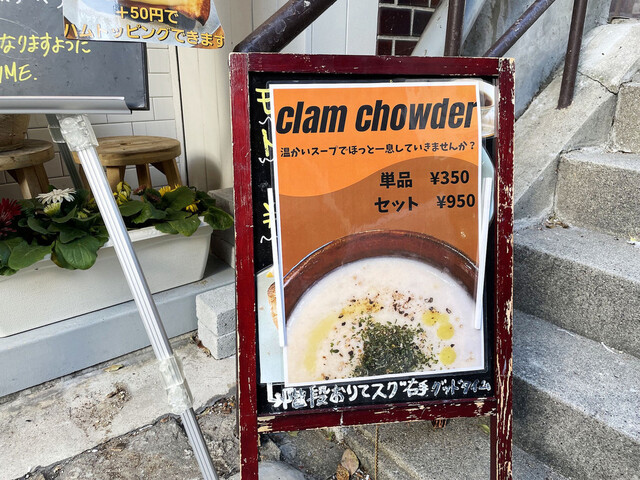 +50円で
ハムトッピングできます
なりますように
IME.
clam chowder
温かいスープでほっと一息していきませんか？
単品 ¥350
セット ¥950
階段おりてスグ右手 グッドタイム